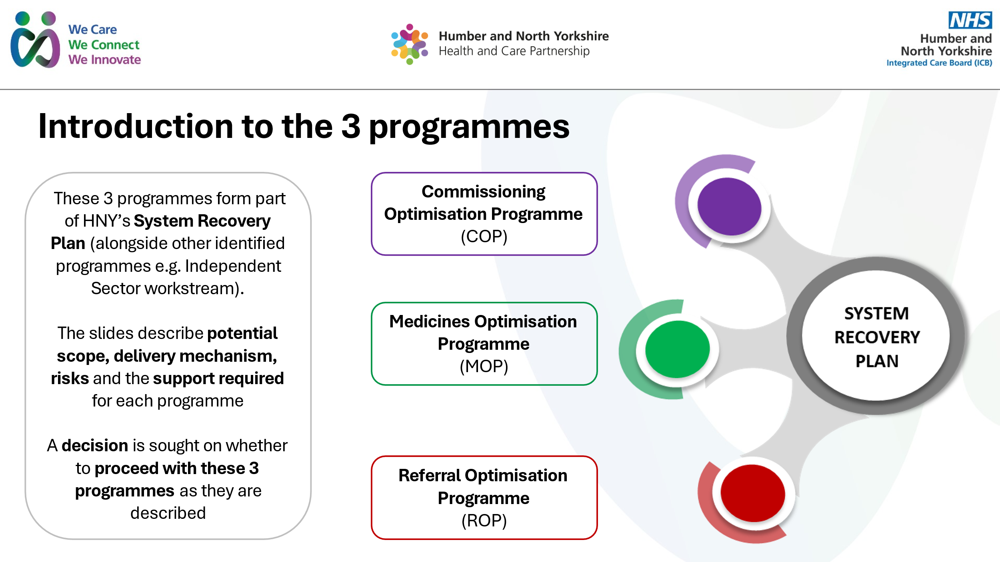 We Care
We Connect
We Innovate
Humber and North Yorkshire
Health and Care Partnership
NHS
Humber and
North Yorkshire
Integrated Care Board (ICB)
Introduction to the 3 programmes
These 3 programmes form part
of HNY’s System Recovery
Plan (alongside other identified
programmes e.g. Independent
Sector workstream).
The slides describe potential
scope, delivery mechanism,
risks and the support required
for each programme
A decision is sought on whether
to proceed with these 3
programmes as they are
described
Commissioning
Optimisation Programme
(COP)
Medicines Optimisation
Programme
(MOP)
Referral Optimisation
Programme
(ROP)
SYSTEM
RECOVERY
PLAN